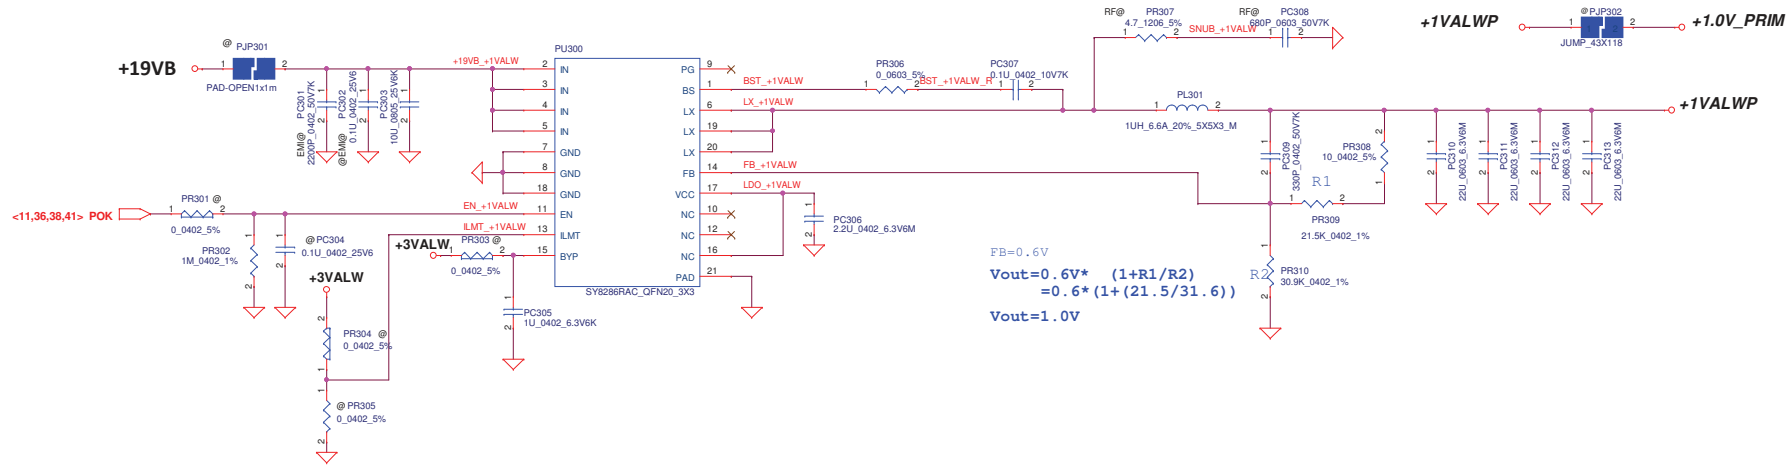 +19VB
@ PJP301
1 2
PAD-OPEN1x1m
+19VB_+1VALW
EMI@
PC301
2200P_0402_50V7K
@EMI@
PC302
0.1U_0402_25V6
PC303
10U_0805_25V6K
PU300
2 IN
3 IN
4 IN
5 IN
7 GND
8 GND
18 GND
11 EN
13 ILMT
15 BYP
PG 9
BS 1
LX 6
LX 19
LX 20
FB 14
VCC 17
NC 10
NC 12
NC 16
PAD 21
SY8286RAC_QFN20_3X3
<11,36,38,41> POK
PR301 @
1 2
0_0402_5%
PR302
1M_0402_1%
@ PC304
0.1U_0402_25V6
EN_+1VALW
ILMT_+1VALW
+3VALW
PR303 @
1 2
0_0402_5%
PC305
1U_0402_6.3V6K
+3VALW
PR304 @
0_0402_5%
@ PR305
0_0402_5%
BST_+1VALW
PR306
0_0603_5%
1 2
BST_+1VALW_R
PC307
0.1U_0402_10V7K
1 2
LX_+1VALW
FB_+1VALW
LDO_+1VALW
PC306
2.2U_0402_6.3V6M
RF@ PR307
4.7_1206_5%
1 2
SNUB_+1VALW
RF@ PC308
680P_0603_50V7K
1 2
PL301
1 2
1UH_6.6A_20%_5X5X3_M
PC309
330P_0402_50V7K
PR308
10_0402_5%
R1
1 2
PR309
21.5K_0402_1%
R2
PR310
30.9K_0402_1%
PC310
22U_0603_6.3V6M
PC311
22U_0603_6.3V6M
PC312
22U_0603_6.3V6M
PC313
22U_0603_6.3V6M
+1VALWP
+1VALWP
@ PJP302
1 2
JUMP_43X118
+1.0V_PRIM
FB=0.6V
Vout=0.6V* (1+R1/R2)
=0.6*(1+(21.5/31.6))
Vout=1.0V